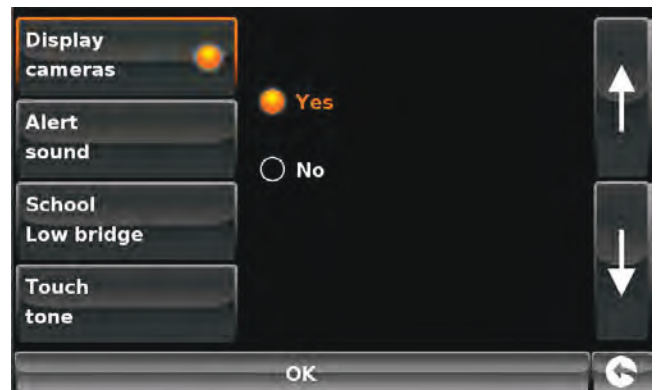 Display
cameras
Alert
sound
School
Low bridge
Touch
tone
Yes
No
OK